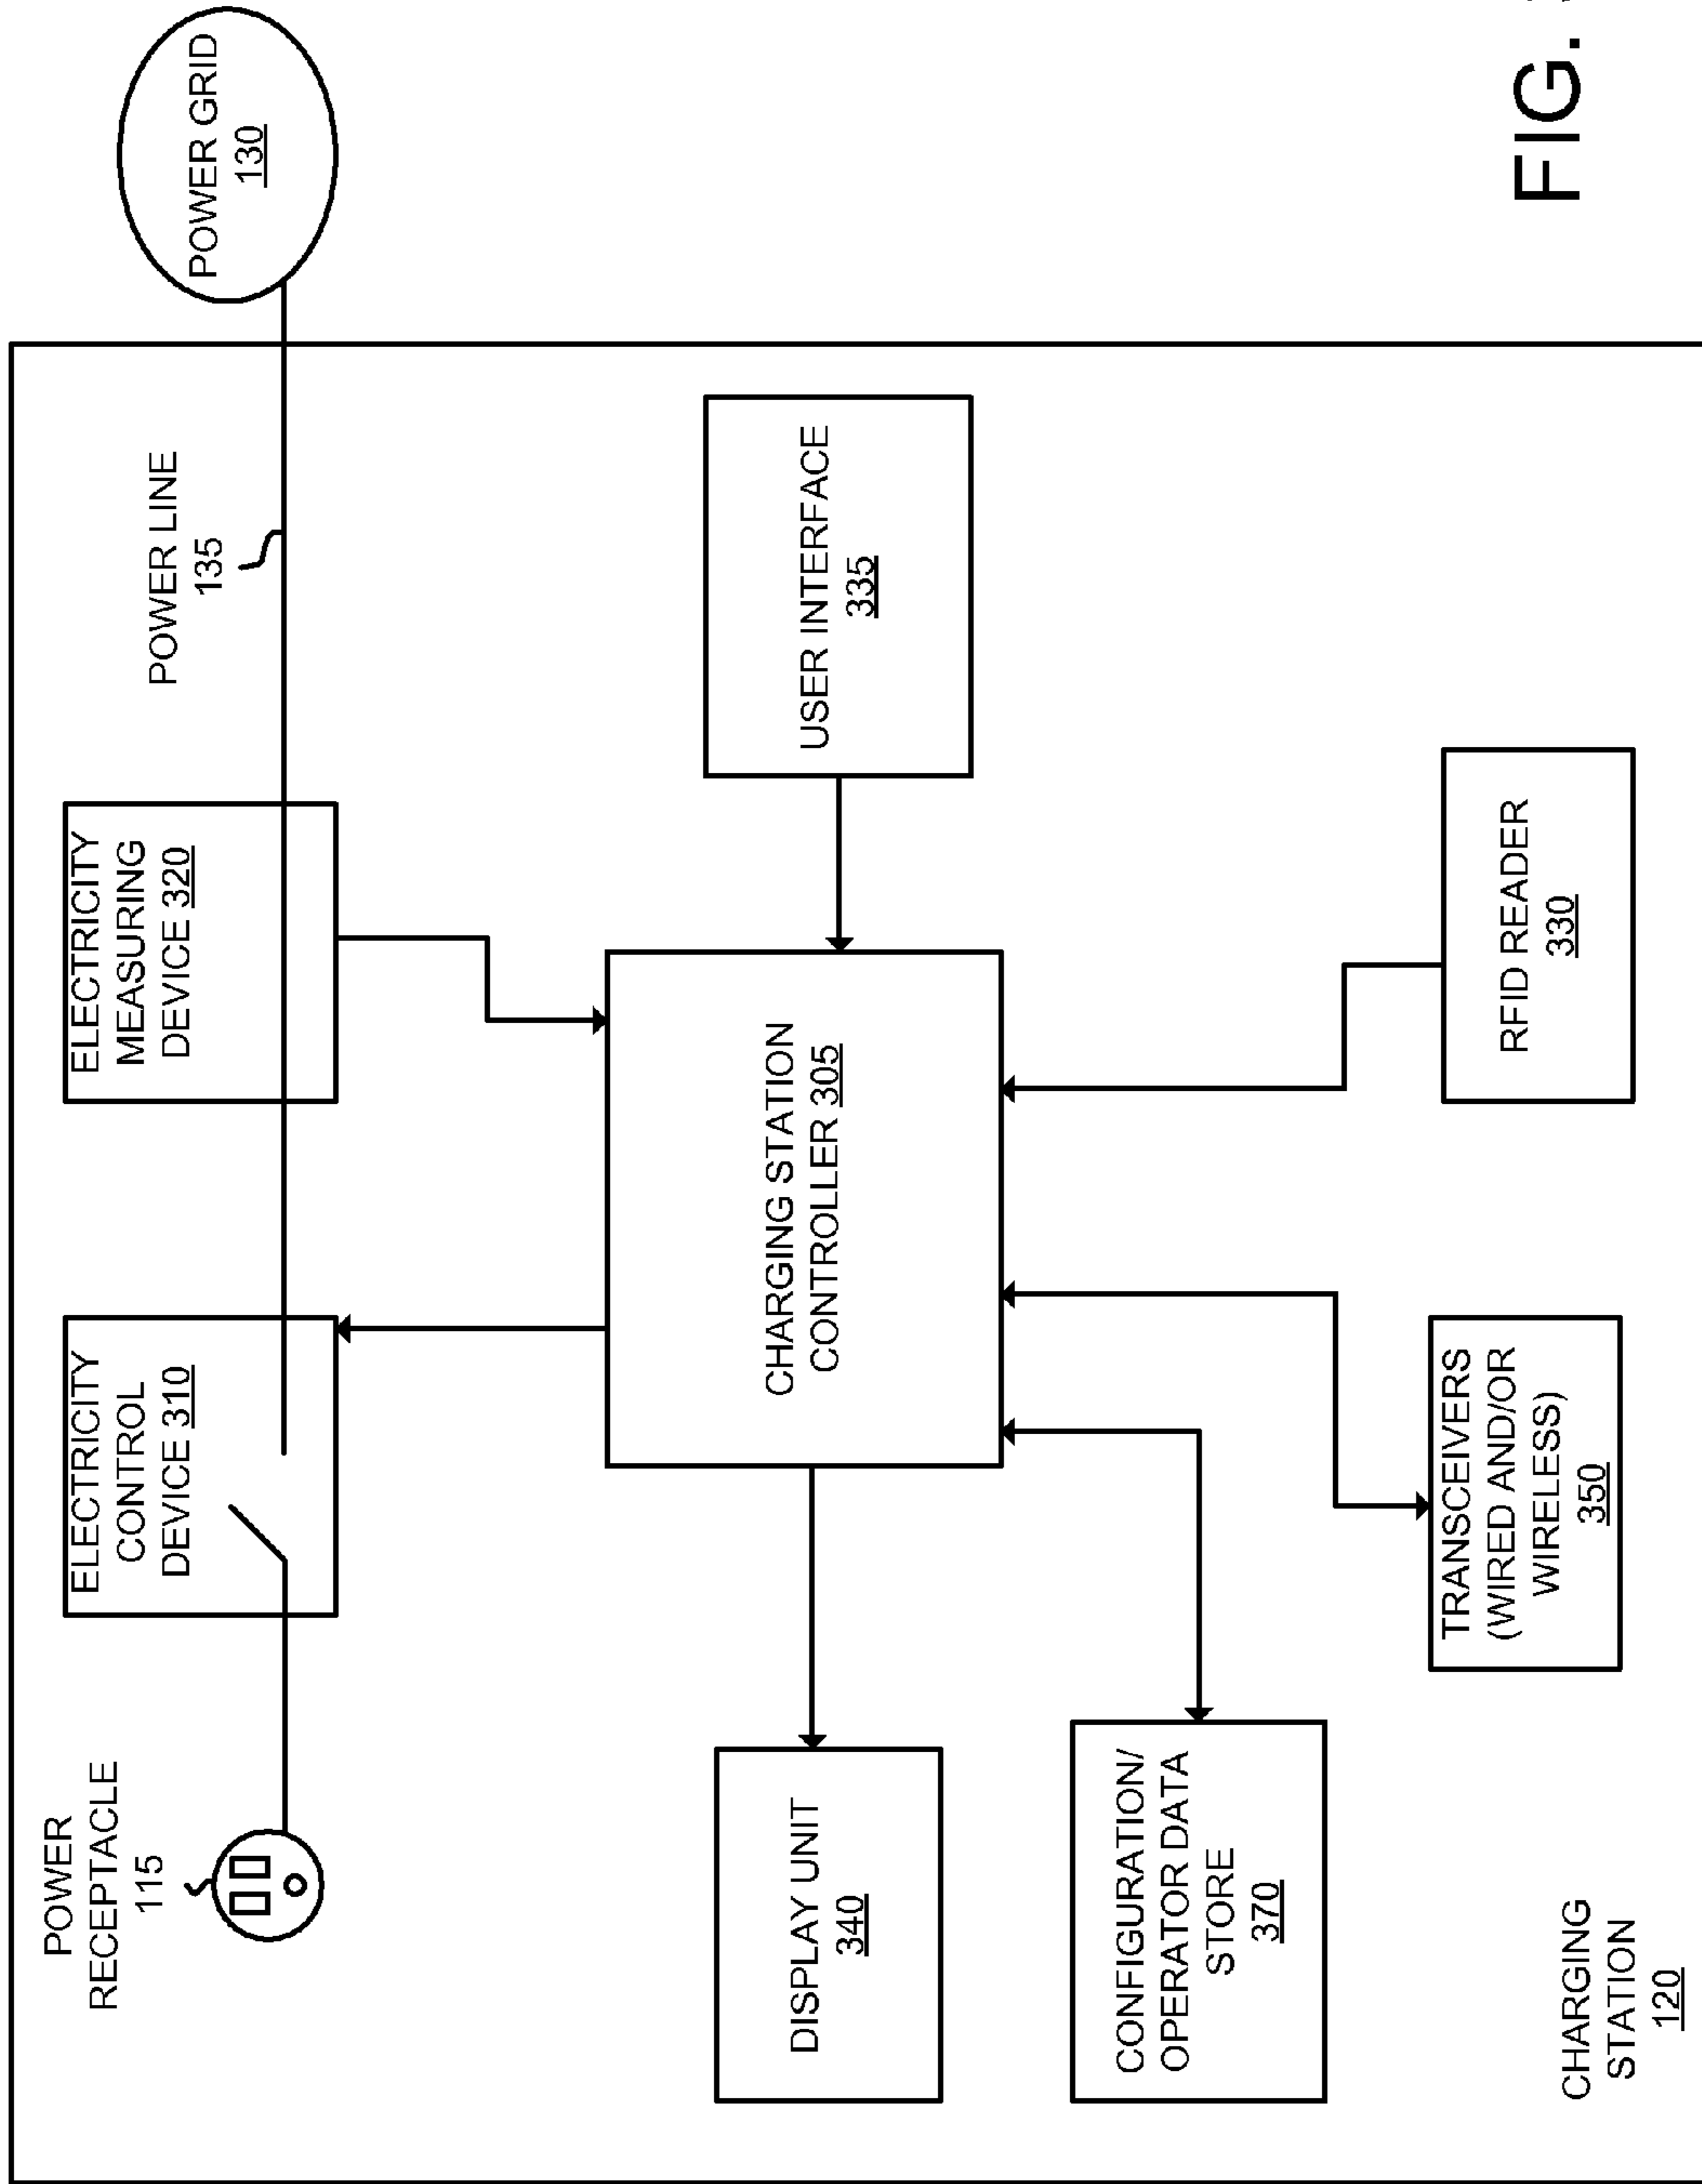 POWER
RECEPTACLE
115
ELECTRICITY
CONTROL
DEVICE 310
ELECTRICITY
MEASURING
DEVICE 320
POWER LINE
135
POWER GRID
130
DISPLAY UNIT
340
CHARGING STATION
CONTROLLER 305
USER INTERFACE
335
CONFIGURATION/
OPERATOR DATA
STORE
370
TRANSCEIVERS
(WIRED AND/OR
WIRELESS)
350
RFID READER
330
CHARGING
STATION
120
FIG.